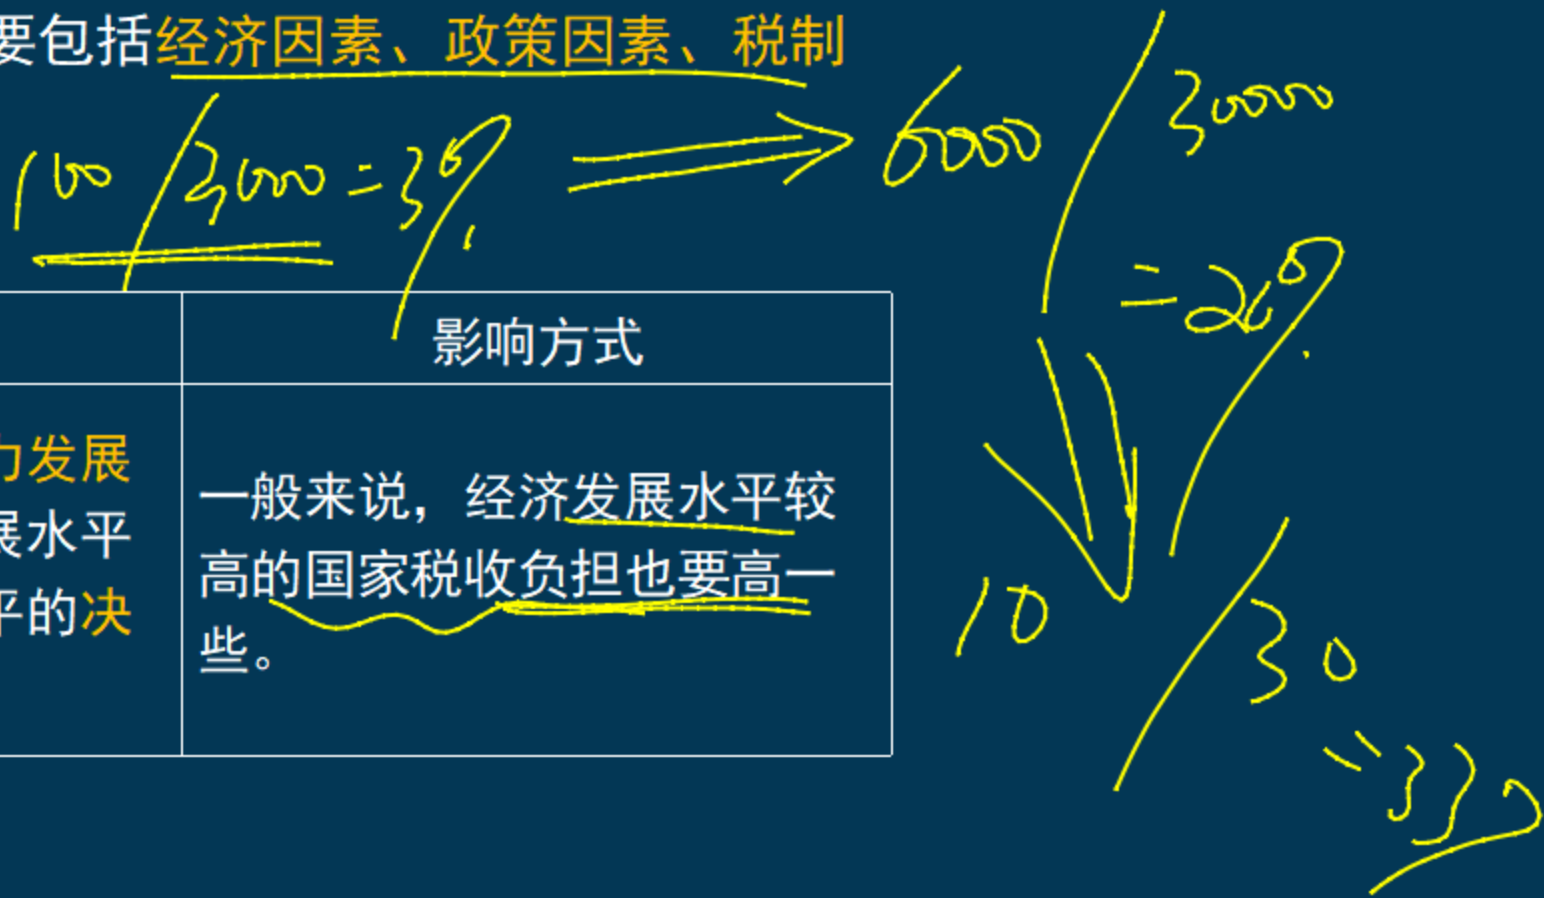 要包括经济因素、政策因素、税制
100/3000=3%
6000/30000
=20%
影响方式
力发展
展水平
平的决
一般来说，经济发展水平较
高的国家税收负担也要高一
些。
10/30
=33%